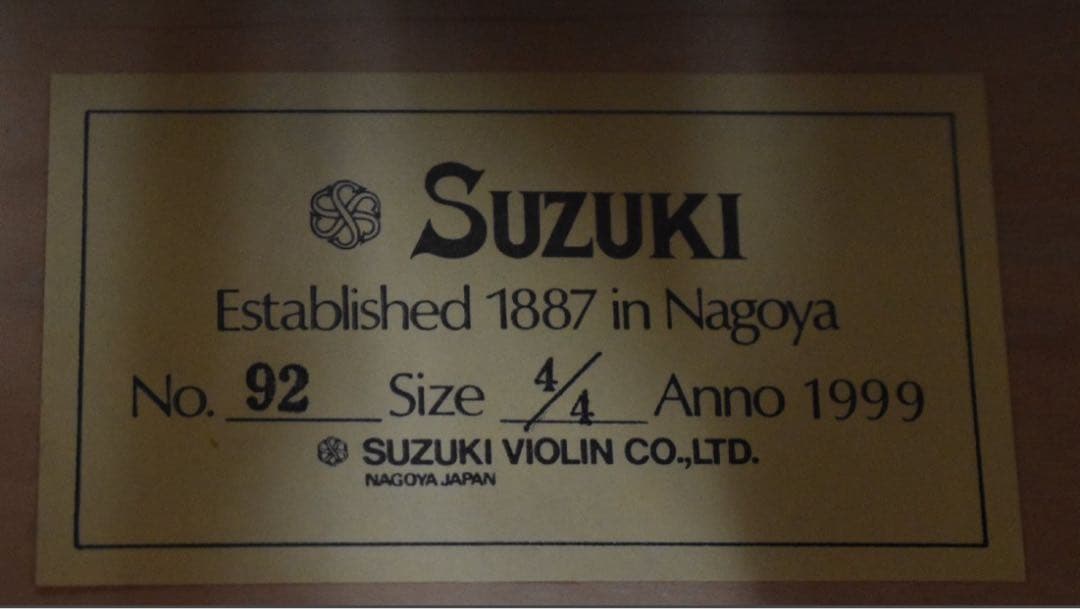 SUZUKI
Established 1887 in Nagoya
No. 92 Size 4/4 Anno 1999
SUZUKI VIOLIN CO.,LTD.
NAGOYA JAPAN